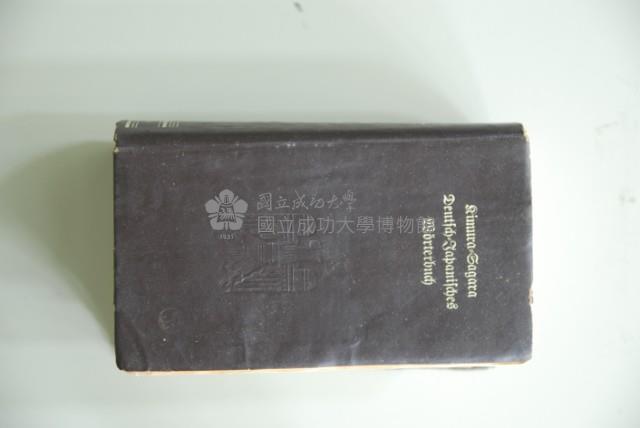 Kimura-Sagara
Deutsch-Japanisches
Wörterbuch
國立成功大學
國立成功大學博物館
1931